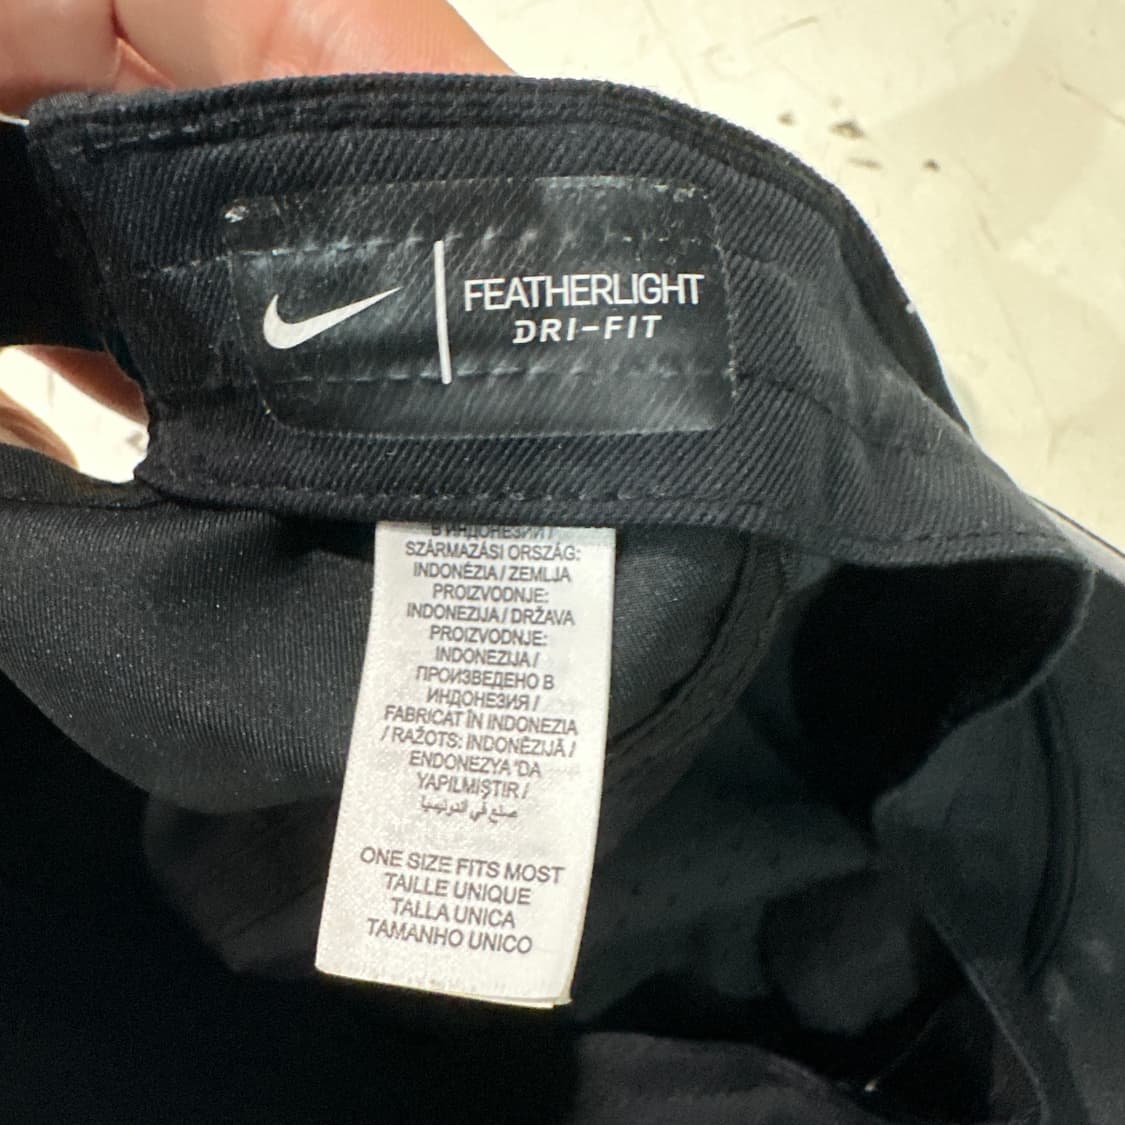 FEATHERLIGHT
DRI-FIT
В ИНДОНЕЗИИ /
SZÁRMAZÁSI ORSZÁG:
INDONÉZIA / ZEMLJA
PROIZVODNJE:
INDONEZIJA / DRŽAVA
PROIZVODNJE:
INDONEZIJA /
ПРОИЗВЕДЕНО В
ИНДОНЕЗИЯ /
FABRICAT ÎN INDONEZIA
/ RAŽOTS: INDONĒZIJĀ /
ENDONEZYA 'DA
YAPILMIŞTIR /
صنع في اندونيسيا
ONE SIZE FITS MOST
TAILLE UNIQUE
TALLA UNICA
TAMANHO UNICO